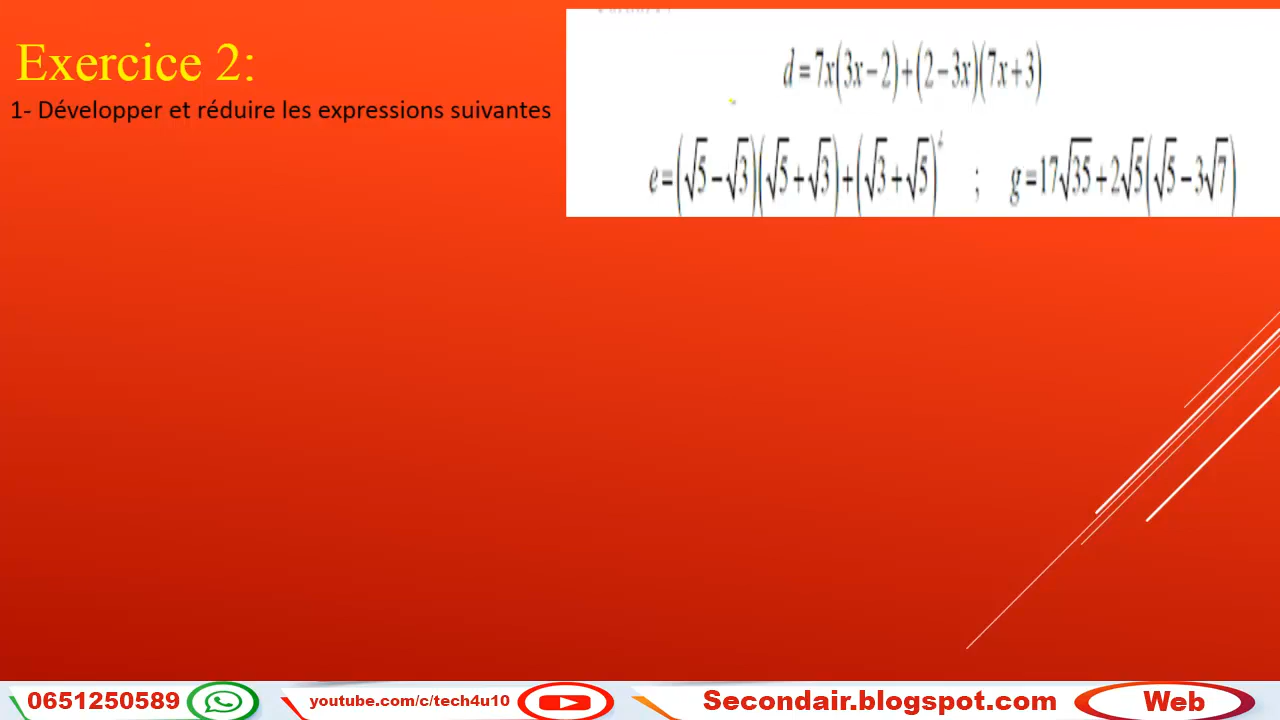 Exercice 2:
1- Développer et réduire les expressions suivantes
d = 7x(3x−2)+(2−3x)(7x+3)
e=(√5−√3)(√5+√3)+(√3+√5)² ; g=17√35+2√5(√5−3√7)
0651250589
youtube.com/c/tech4u10
Secondair.blogspot.com
Web